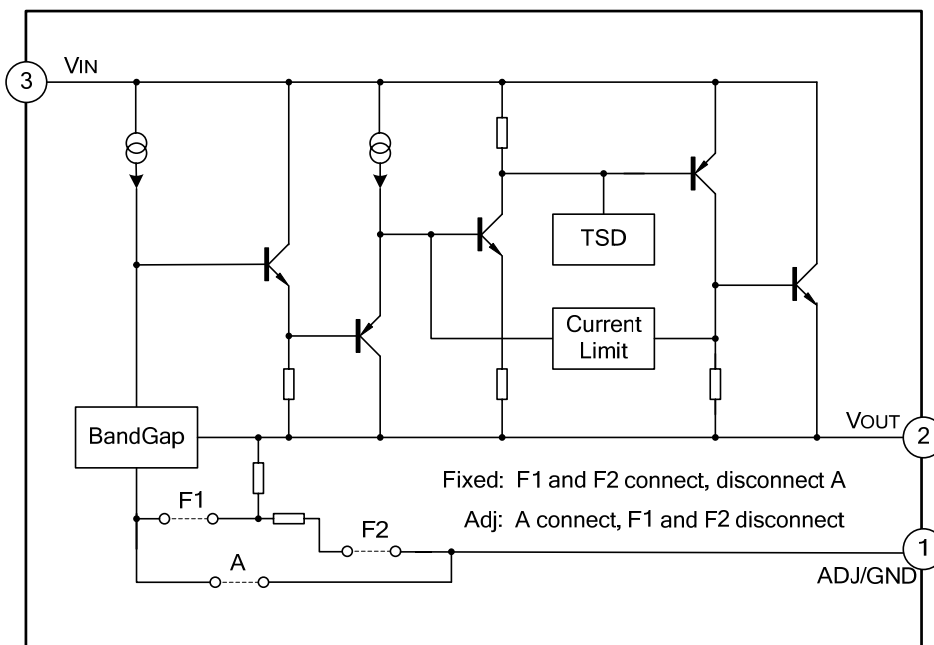 3
VIN
TSD
Current
Limit
BandGap
VOUT
2
Fixed: F1 and F2 connect, disconnect A
F1
Adj: A connect, F1 and F2 disconnect
F2
1
A
ADJ/GND